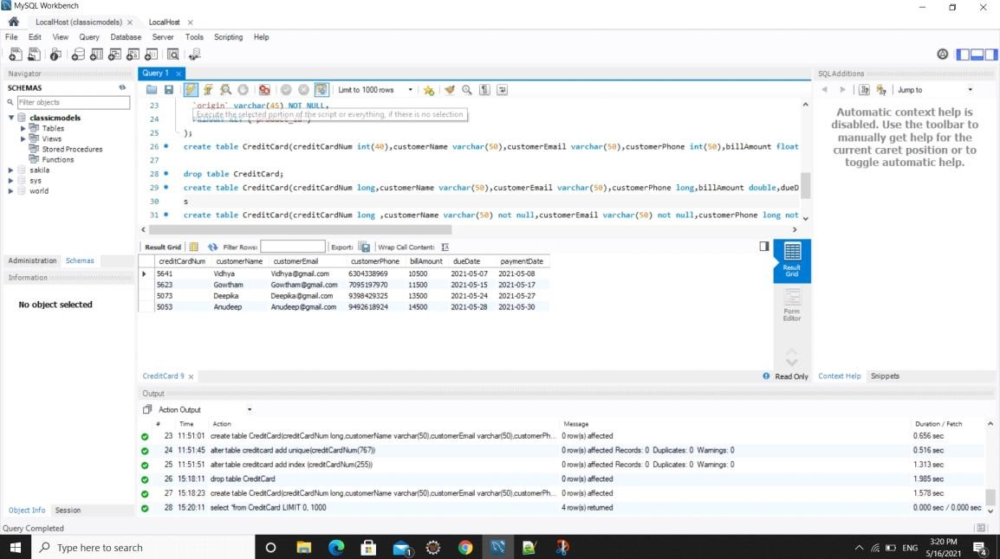 MySQL Workbench
LocalHost (classicmodels) ×
LocalHost ×
File Edit View Query Database Server Tools Scripting Help
Navigator
SCHEMAS
Filter objects
classicmodels
Tables
Views
Stored Procedures
Functions
sakila
sys
world
Administration Schemas
Information
No object selected
Object Info Session
Query 1 ×
Limit to 1000 rows
23 `origin` varchar(45) NOT NULL,
Execute the selected portion of the script or everything, if there is no selection
24 PRIMARY KEY (`product_id`)
25 );
26 create table CreditCard(creditCardNum int(40),customerName varchar(50),customerEmail varchar(50),customerPhone int(50),billAmount float
27
28 drop table CreditCard;
29 create table CreditCard(creditCardNum long,customerName varchar(50),customerEmail varchar(50),customerPhone long,billAmount double,dueD
30 s
31 create table CreditCard(creditCardNum long ,customerName varchar(50) not null,customerEmail varchar(50) not null,customerPhone long not
Result Grid Filter Rows: Export: Wrap Cell Content: IA
creditCardNum customerName customerEmail customerPhone billAmount dueDate paymentDate
5641 Vidhya Vidhya@gmail.com 6304338969 10500 2021-05-07 2021-05-08
5623 Gowtham Gowtham@gmail.com 7095197970 11500 2021-05-15 2021-05-17
5073 Deepika Deepika@gmail.com 9398429325 13500 2021-05-24 2021-05-27
5053 Anudeep Anudeep@gmail.com 9492618924 14500 2021-05-28 2021-05-30
Result
Grid
Form
Editor
CreditCard 9 ×
Read Only
SQLAdditions
Jump to
Automatic context help is
disabled. Use the toolbar to
manually get help for the
current caret position or to
toggle automatic help.
Context Help Snippets
Output
Action Output
# Time Action Message Duration / Fetch
23 11:51:01 create table CreditCard(creditCardNum long,customerName varchar(50),customerEmail varchar(50),customerPh... 0 row(s) affected 0.656 sec
24 11:51:45 alter table creditcard add unique(creditCardNum(767)) 0 row(s) affected Records: 0 Duplicates: 0 Warnings: 0 0.516 sec
25 11:51:51 alter table creditcard add index (creditCardNum(255)) 0 row(s) affected Records: 0 Duplicates: 0 Warnings: 0 1.313 sec
26 15:18:11 drop table CreditCard 0 row(s) affected 1.985 sec
27 15:18:23 create table CreditCard(creditCardNum long,customerName varchar(50),customerEmail varchar(50),customerPh... 0 row(s) affected 1.578 sec
28 15:20:11 select *from CreditCard LIMIT 0, 1000 4 row(s) returned 0.000 sec / 0.000 sec
Query Completed
Type here to search
1
ENG
3:20 PM
5/16/2021
4